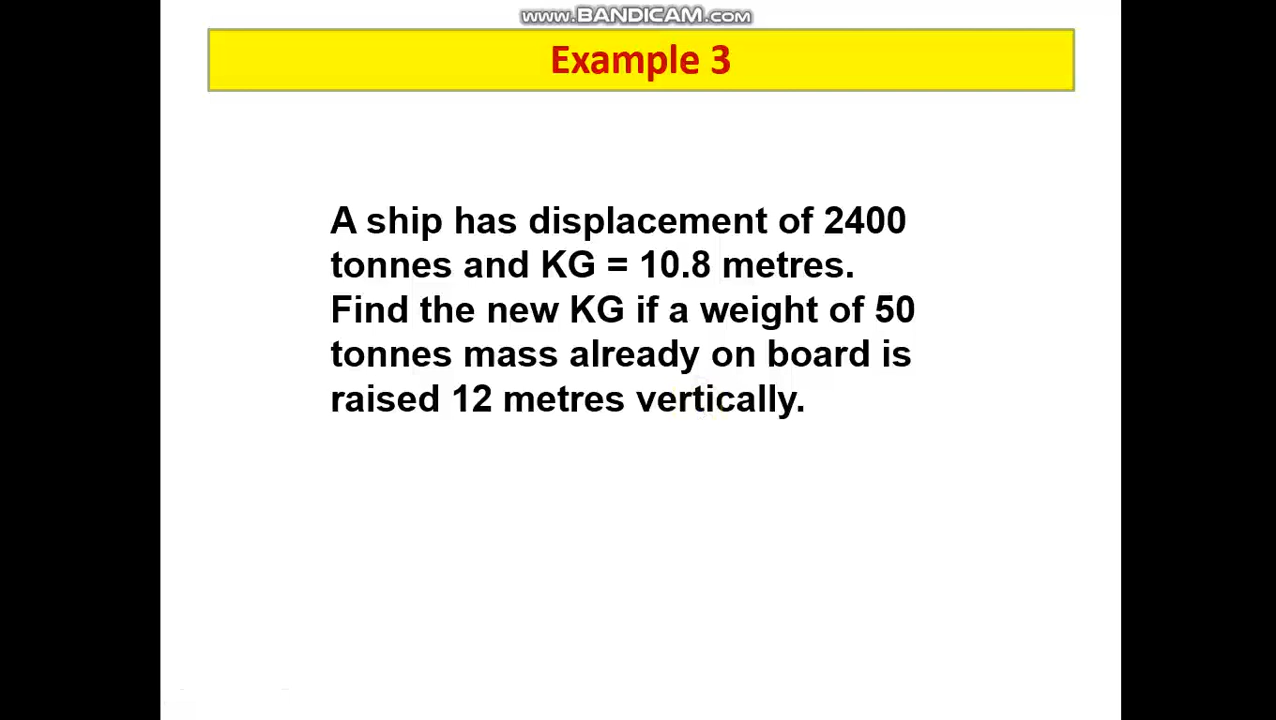 www.BANDICAM.com
Example 3
A ship has displacement of 2400
tonnes and KG = 10.8 metres.
Find the new KG if a weight of 50
tonnes mass already on board is
raised 12 metres vertically.